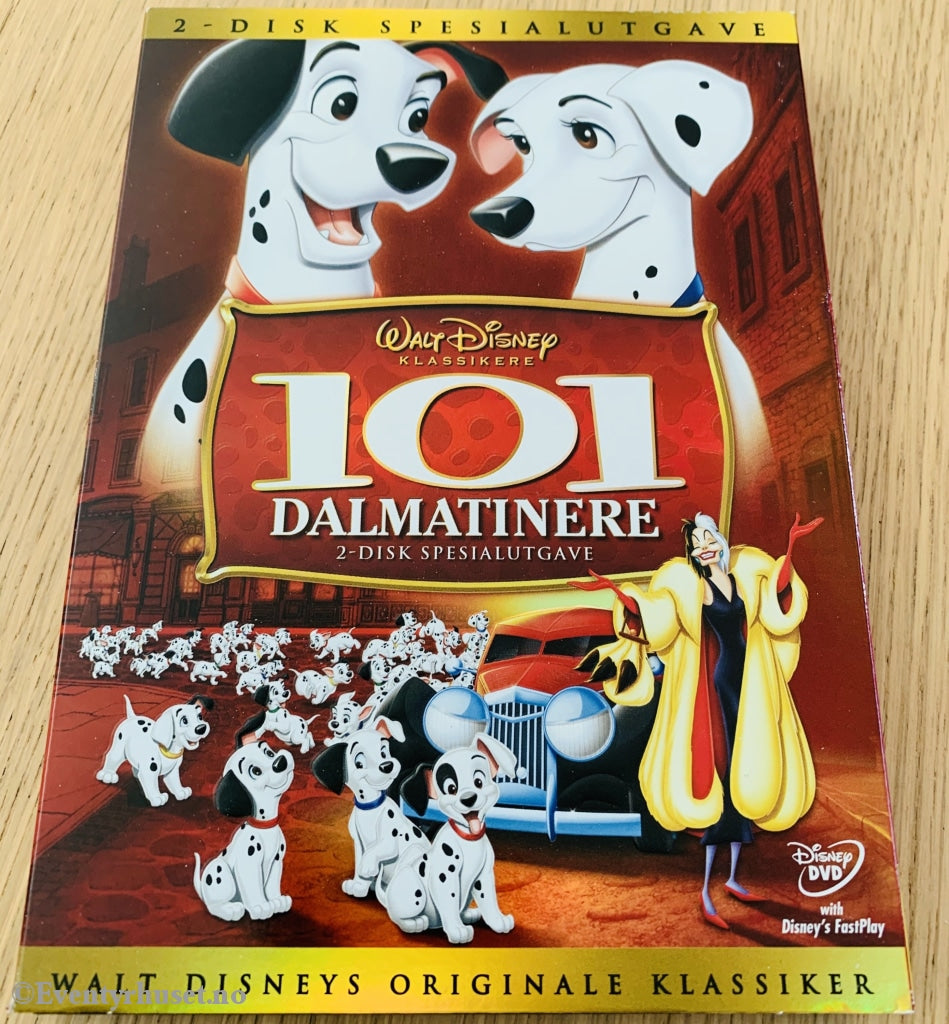 2-DISK SPESIALUTGAVE
WALT DISNEY
KLASSIKERE
101
DALMATINERE
2-DISK SPESIALUTGAVE
DISNEY
DVD
with
Disney's FastPlay
WALT DISNEYS ORIGINALE KLASSIKER
©Eventyrhuset.no